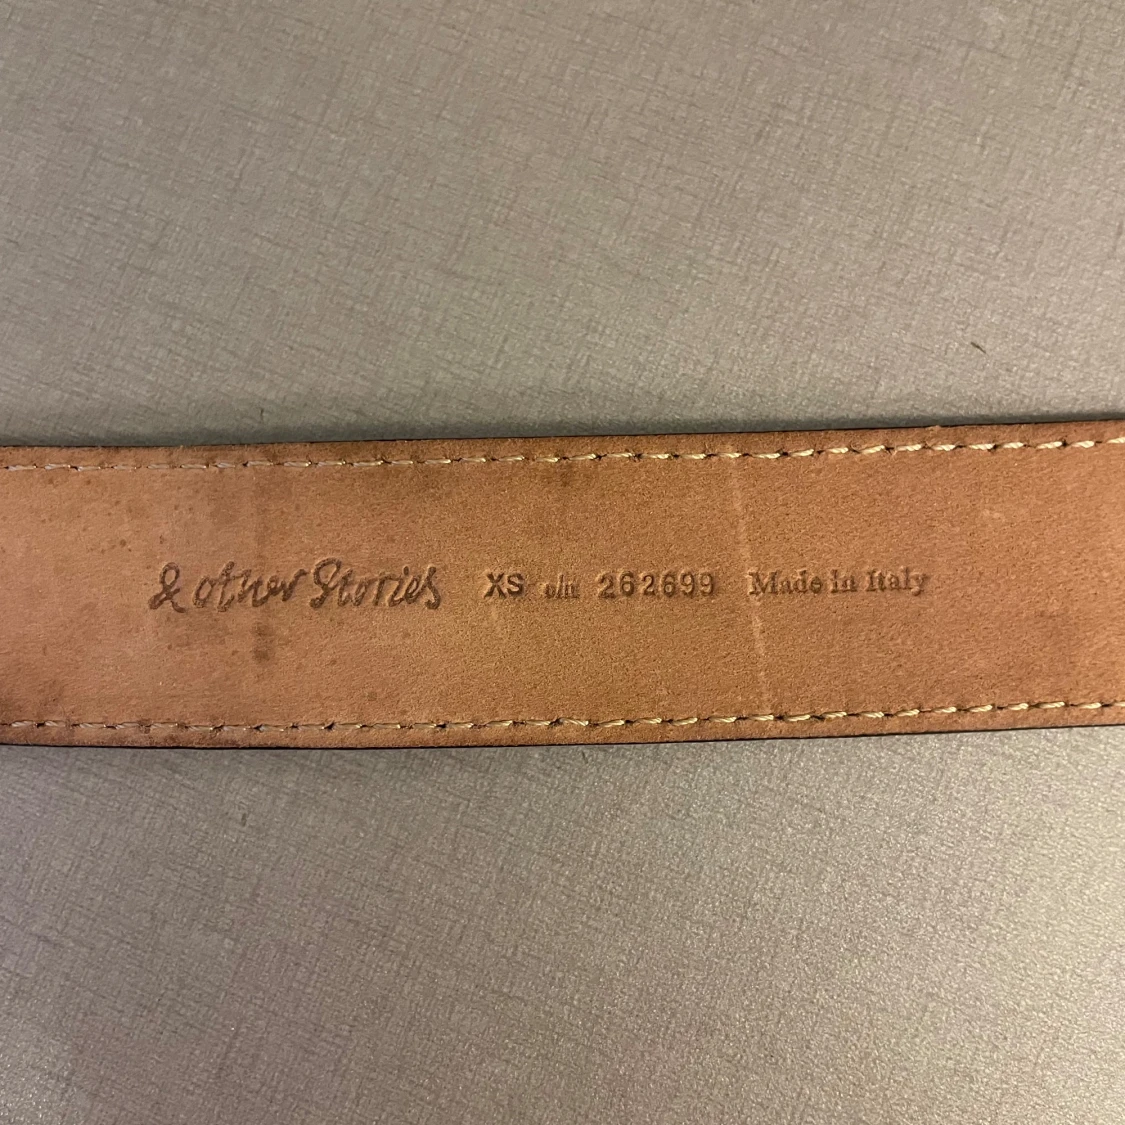 & other Stories XS o/n 262699 Made in Italy